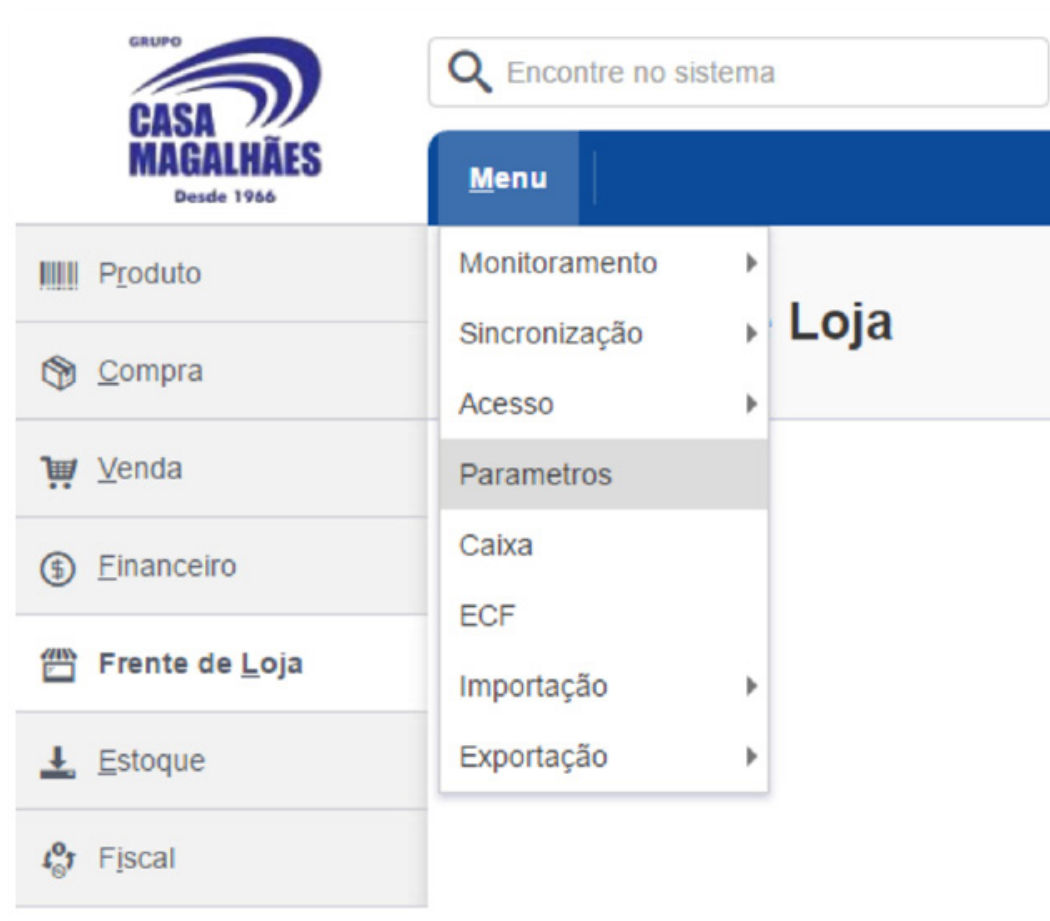 GRUPO
CASA
MAGALHÃES
Desde 1966
Encontre no sistema
Menu
Produto
Compra
Venda
Financeiro
Frente de Loja
Estoque
Fiscal
Monitoramento
Sincronização
Acesso
Parametros
Caixa
ECF
Importação
Exportação
Loja